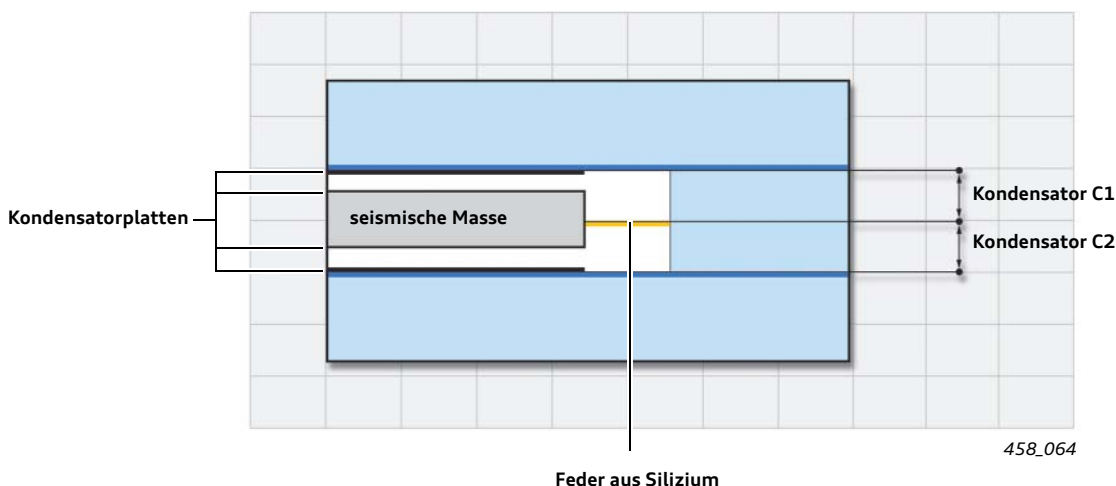 Kondensatorplatten
seismische Masse
Kondensator C1
Kondensator C2
458_064
Feder aus Silizium